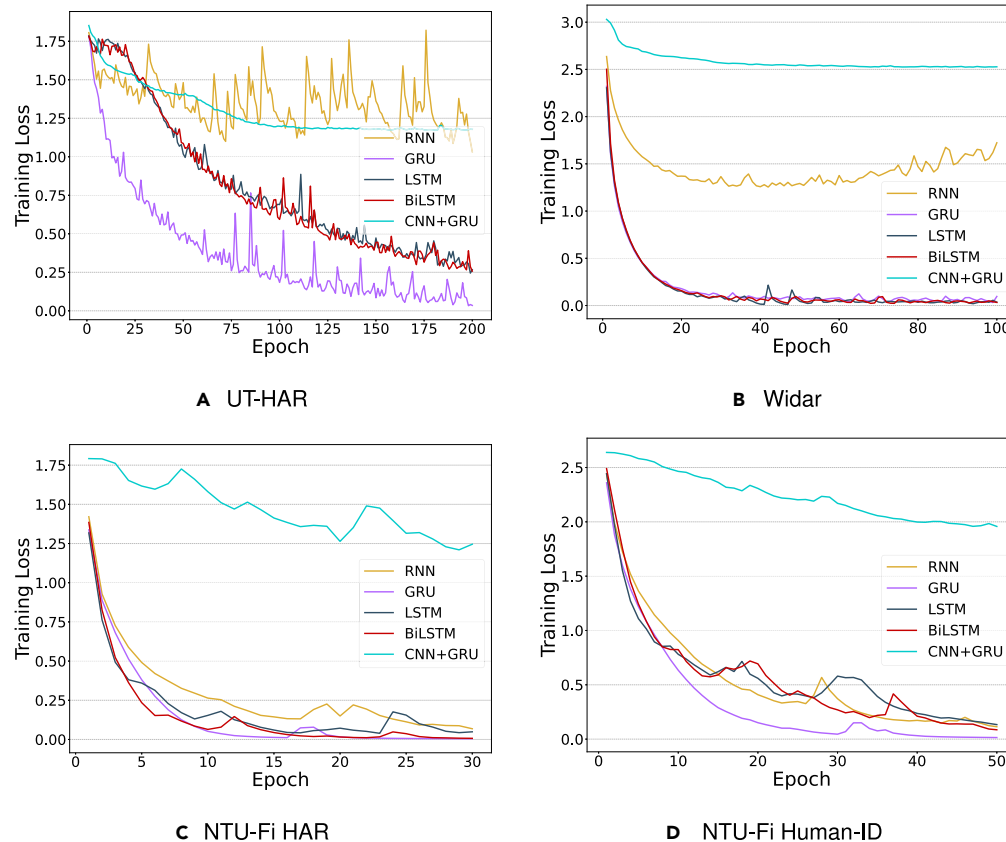 1.75
1.50
1.25
1.00
0.75
0.50
0.25
0.00
Training Loss
RNN
GRU
LSTM
BiLSTM
CNN+GRU
0 25 50 75 100 125 150 175 200
Epoch
A UT-HAR
3.0
2.5
2.0
1.5
1.0
0.5
0.0
Training Loss
RNN
GRU
LSTM
BiLSTM
CNN+GRU
0 20 40 60 80 100
Epoch
B Widar
1.75
1.50
1.25
1.00
0.75
0.50
0.25
0.00
Training Loss
RNN
GRU
LSTM
BiLSTM
CNN+GRU
0 5 10 15 20 25 30
Epoch
C NTU-Fi HAR
2.5
2.0
1.5
1.0
0.5
0.0
Training Loss
RNN
GRU
LSTM
BiLSTM
CNN+GRU
0 10 20 30 40 50
Epoch
D NTU-Fi Human-ID